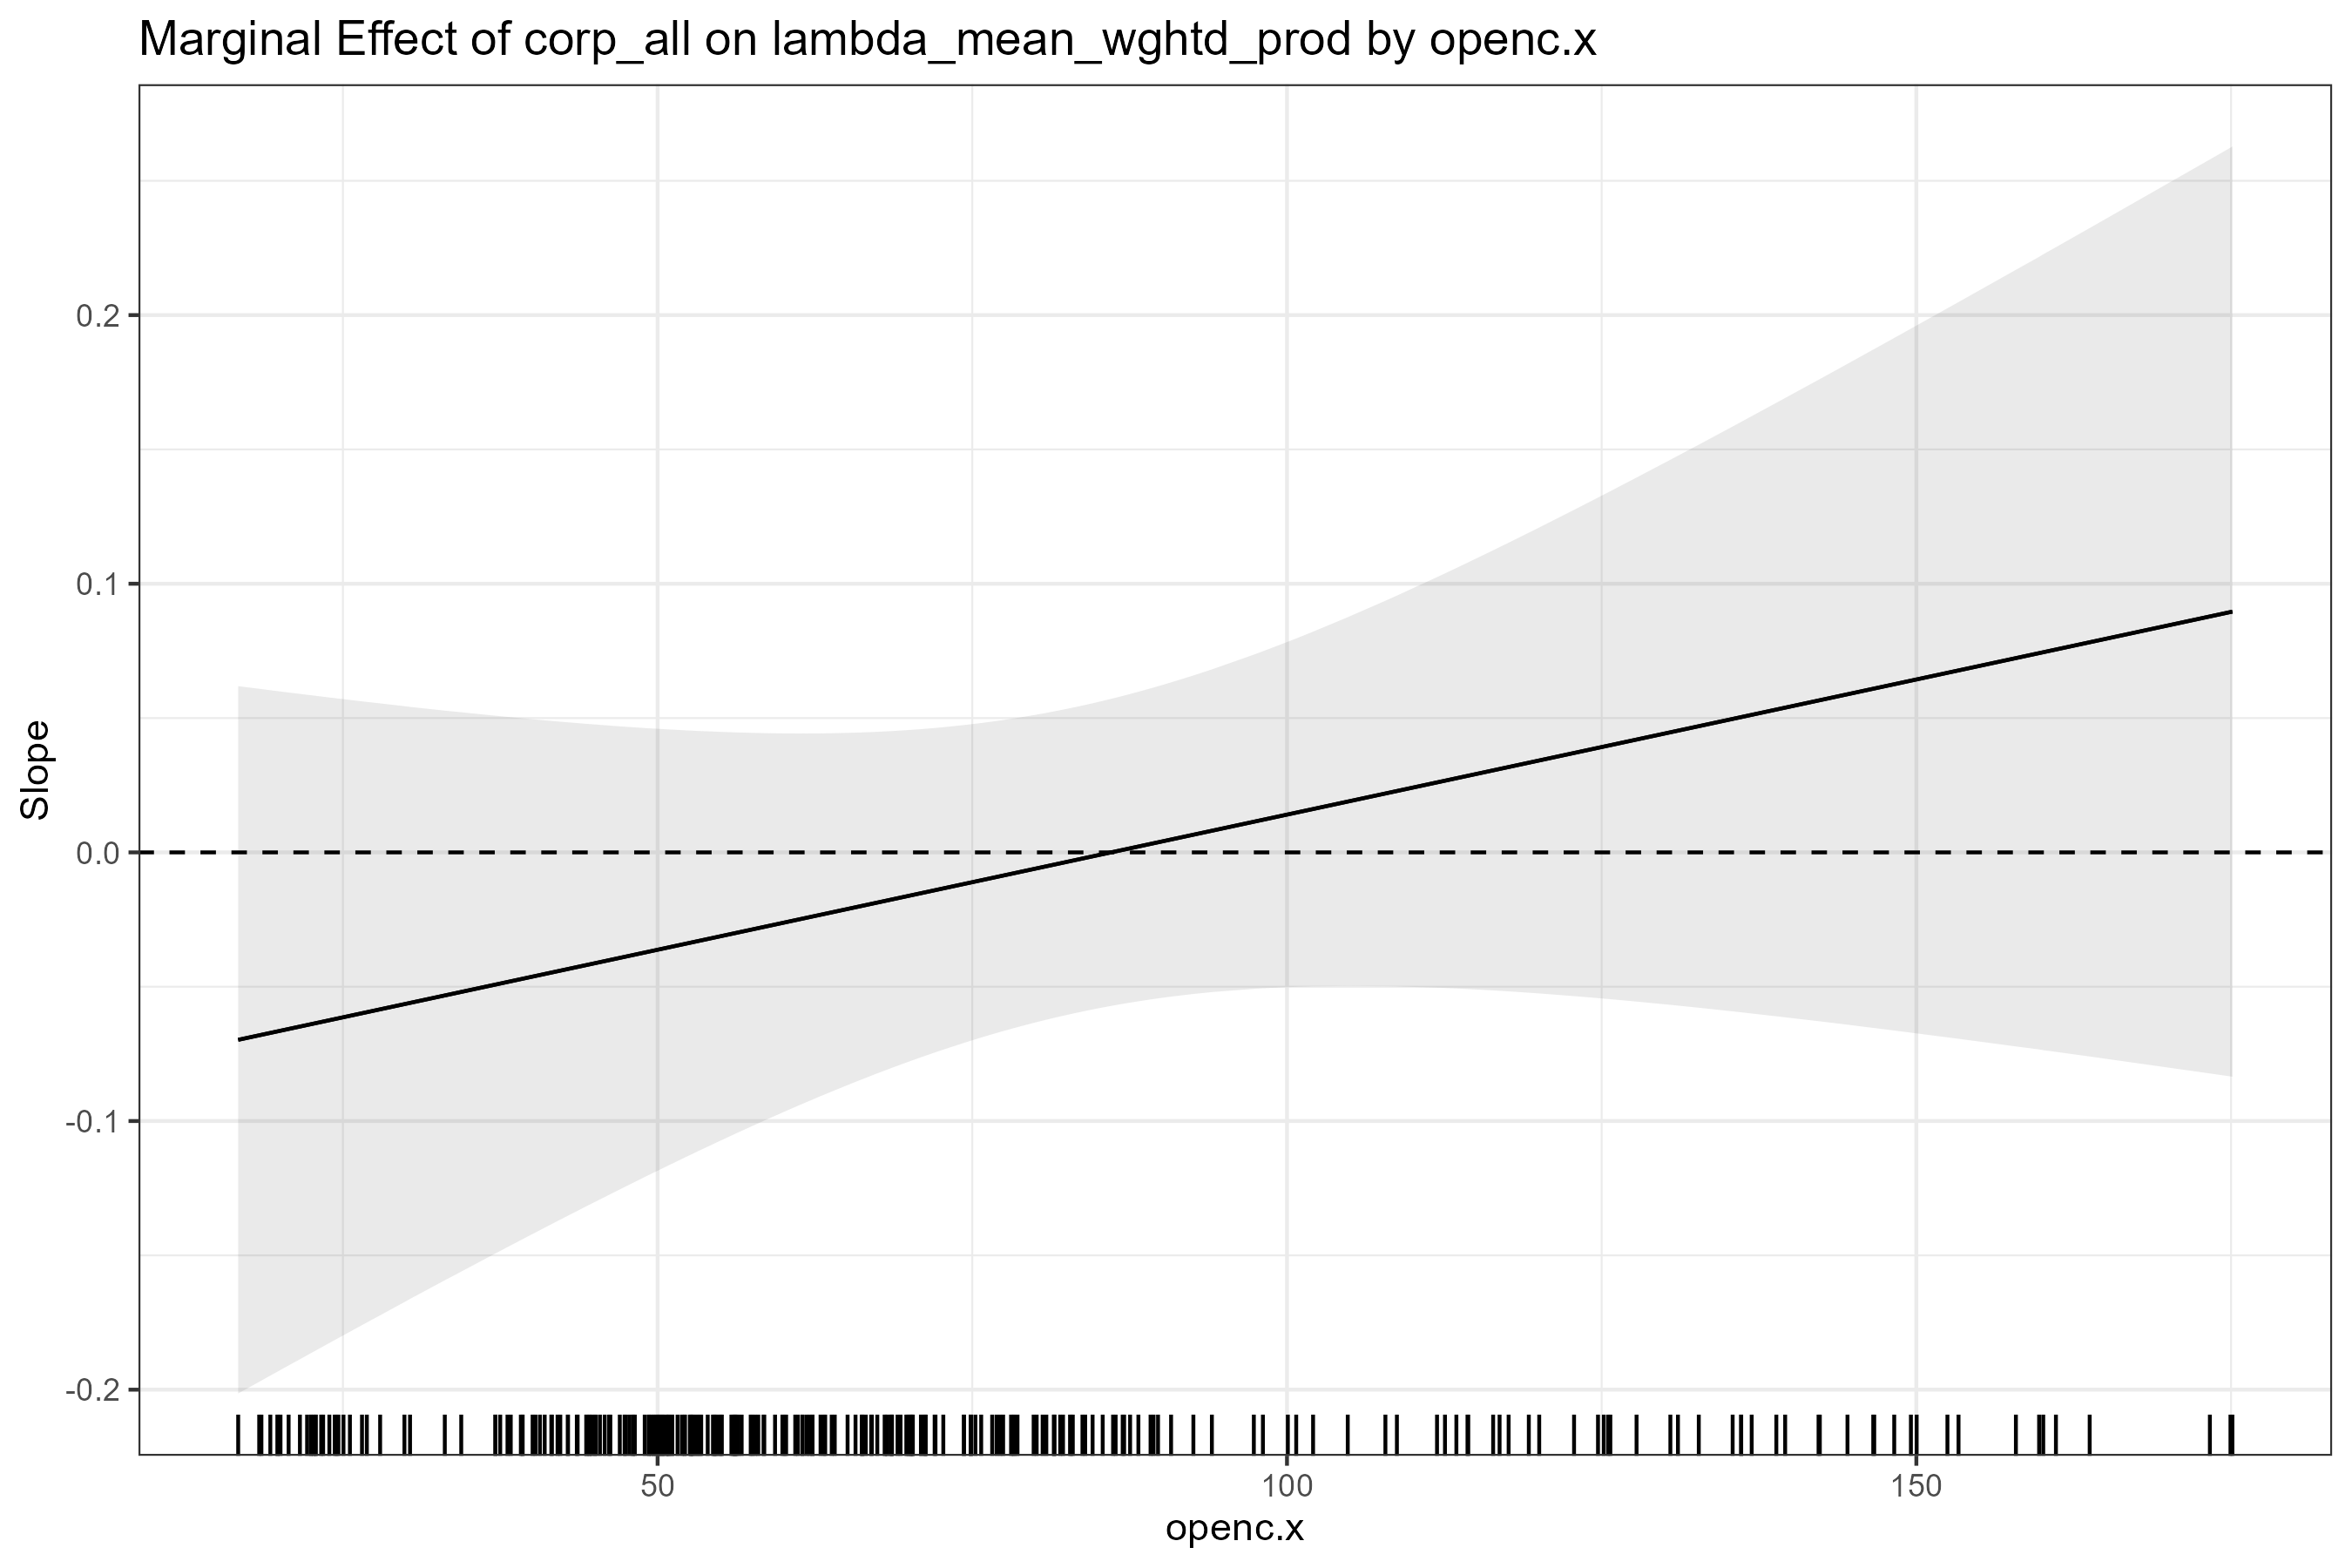 Marginal Effect of corp_all on lambda_mean_wghtd_prod by openc.x
Slope
0.2
0.1
0.0
-0.1
-0.2
50
100
150
openc.x